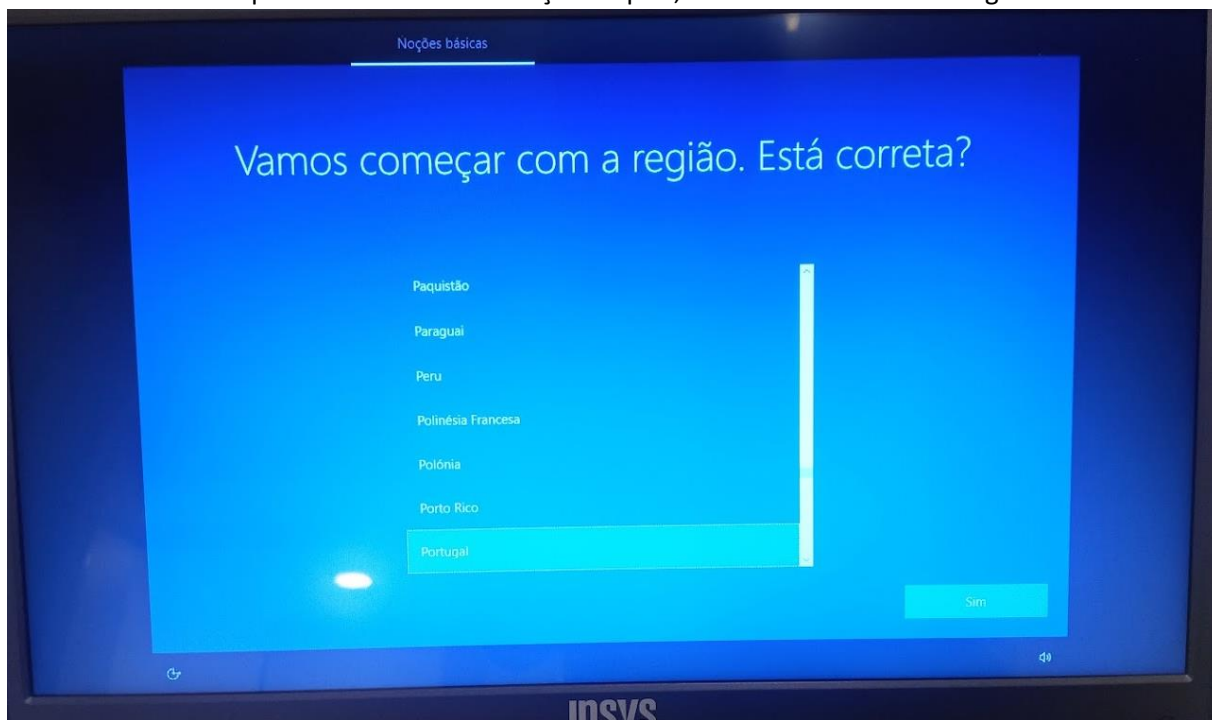 Noções básicas
Vamos começar com a região. Está correta?
Paquistão
Paraguai
Peru
Polinésia Francesa
Polónia
Porto Rico
Portugal
Sim
INSYS